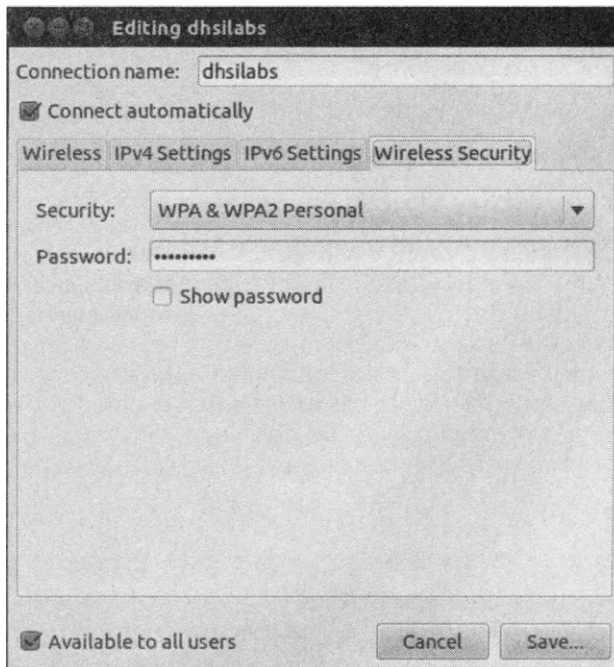 Editing dhsilabs
Connection name: dhsilabs
Connect automatically
Wireless IPv4 Settings IPv6 Settings Wireless Security
Security: WPA & WPA2 Personal
Password: •••••••••
Show password
Available to all users Cancel Save...